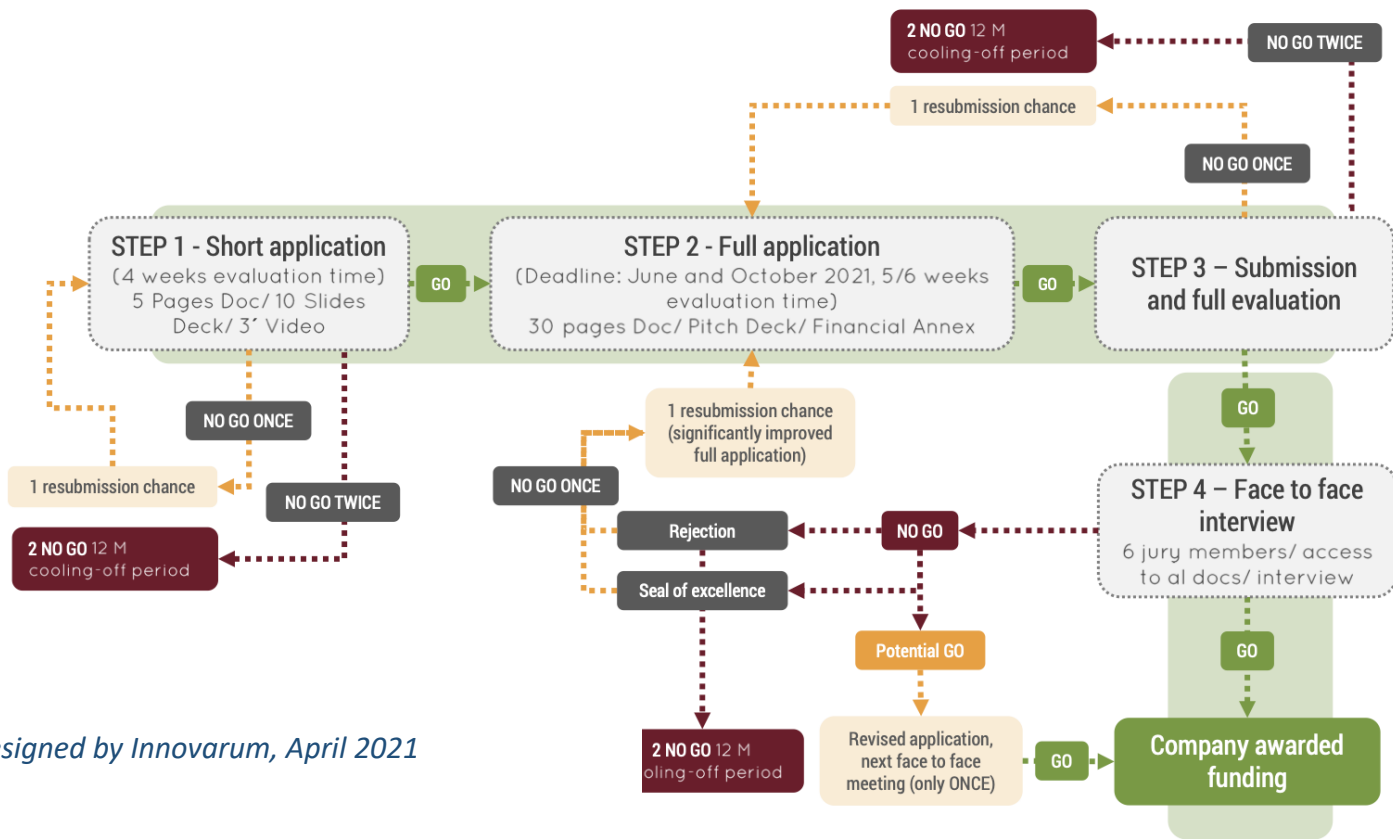 2 NO GO 12 M
cooling-off period
NO GO TWICE
1 resubmission chance
NO GO ONCE
STEP 1 - Short application
(4 weeks evaluation time)
5 Pages Doc/ 10 Slides
Deck/ 3´ Video
GO
STEP 2 - Full application
(Deadline: June and October 2021, 5/6 weeks
evaluation time)
30 pages Doc/ Pitch Deck/ Financial Annex
GO
STEP 3 – Submission
and full evaluation
NO GO ONCE
1 resubmission chance
NO GO TWICE
2 NO GO 12 M
cooling-off period
1 resubmission chance
(significantly improved
full application)
NO GO ONCE
Rejection
Seal of excellence
NO GO
GO
STEP 4 – Face to face
interview
6 jury members/ access
to al docs/ interview
Potential GO
GO
2 NO GO 12 M
oling-off period
Revised application,
next face to face
meeting (only ONCE)
GO
Company awarded
funding
signed by Innovarum, April 2021